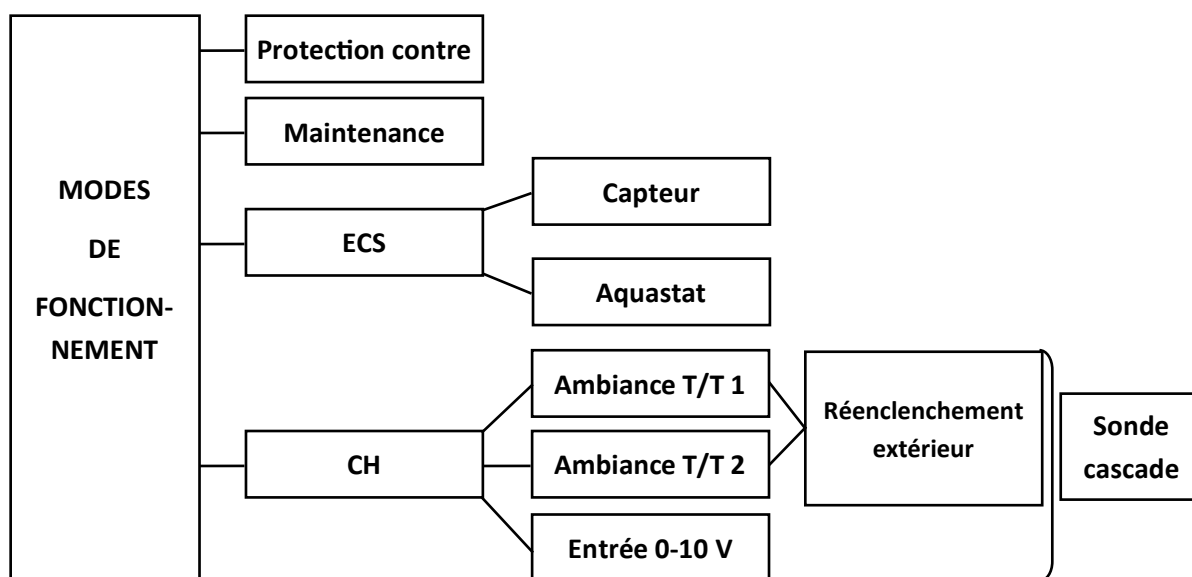 MODES
DE
FONCTION-
NEMENT
Protection contre
Maintenance
ECS
Capteur
Aquastat
CH
Ambiance T/T 1
Ambiance T/T 2
Entrée 0-10 V
Réenclenchement
extérieur
Sonde
cascade